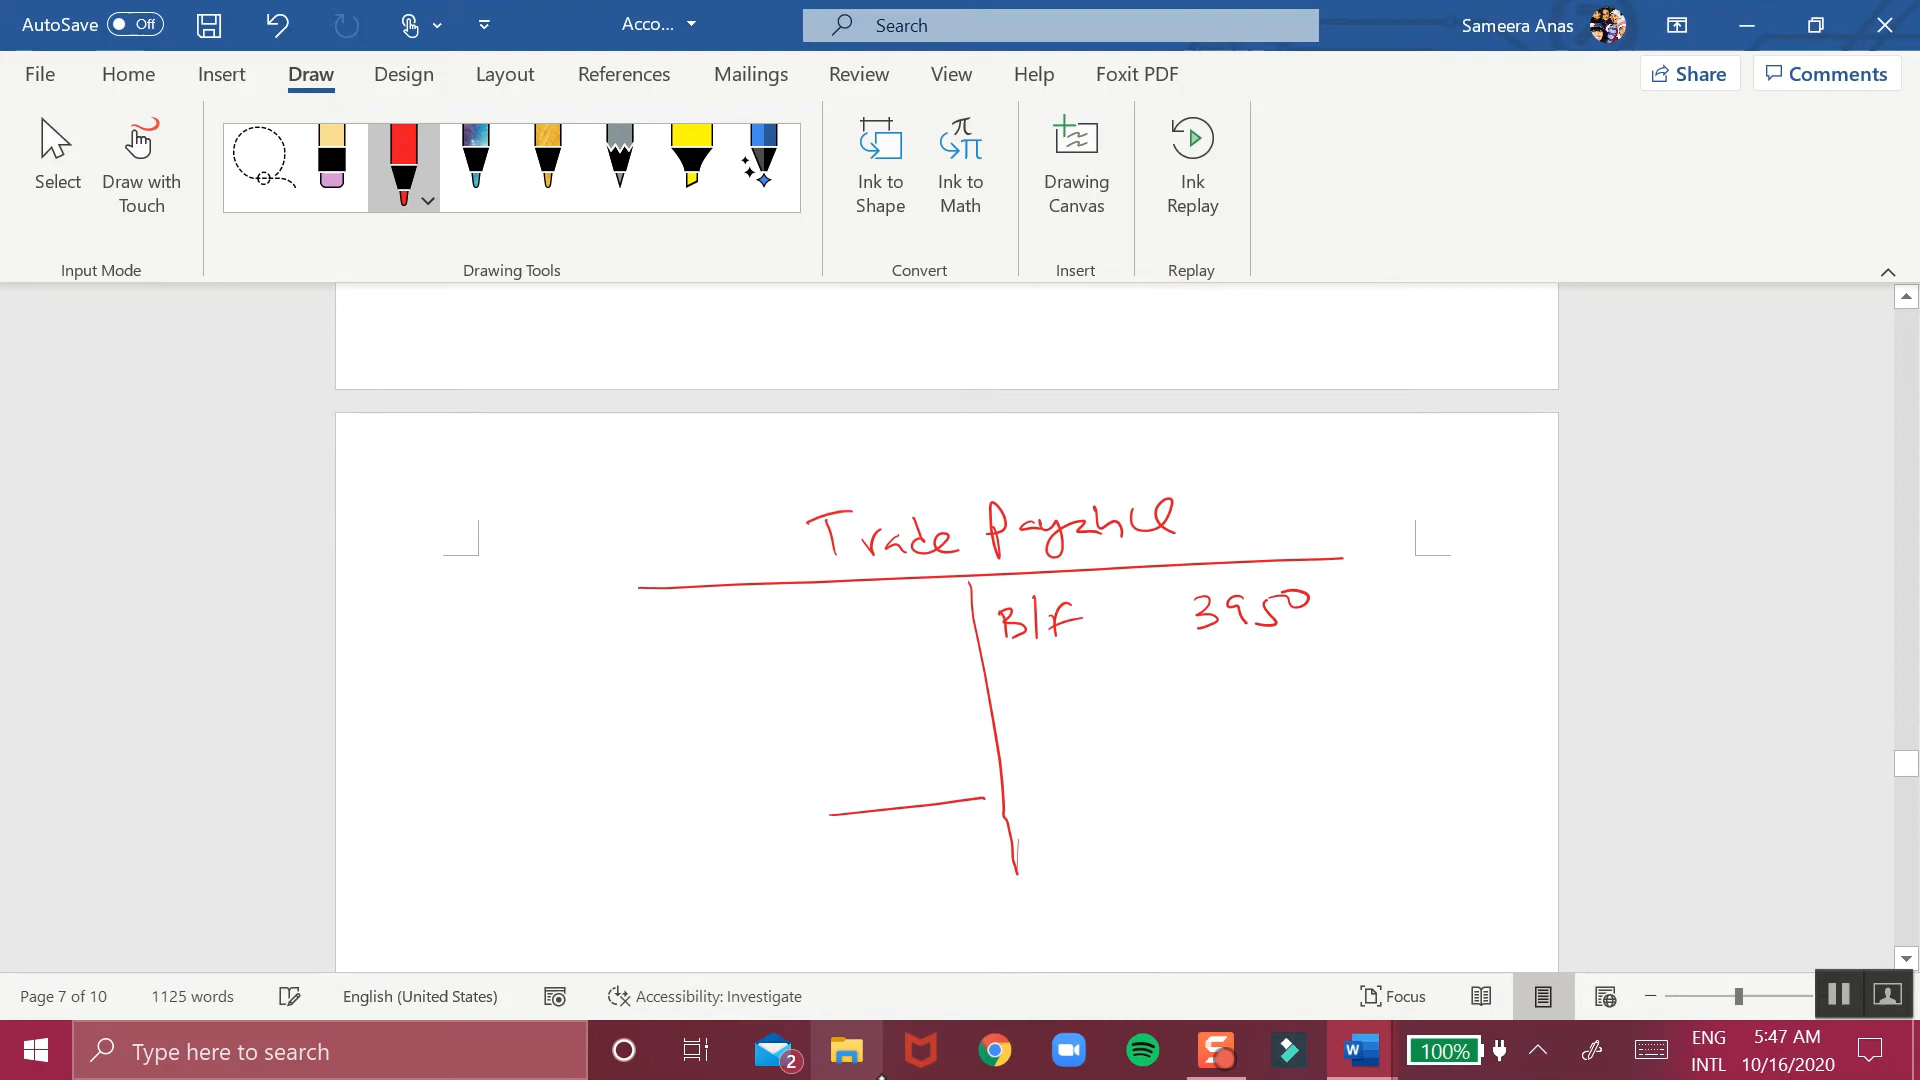 AutoSave Off Acco... Search Sameera Anas
File Home Insert Draw Design Layout References Mailings Review View Help Foxit PDF Share Comments
Select Draw with Touch Ink to Shape Ink to Math Drawing Canvas Ink Replay
Input Mode Drawing Tools Convert Insert Replay
Trade Payable
B/F 3950
Page 7 of 10 1125 words English (United States) Accessibility: Investigate Focus
Type here to search 2 100% ENG INTL 5:47 AM 10/16/2020